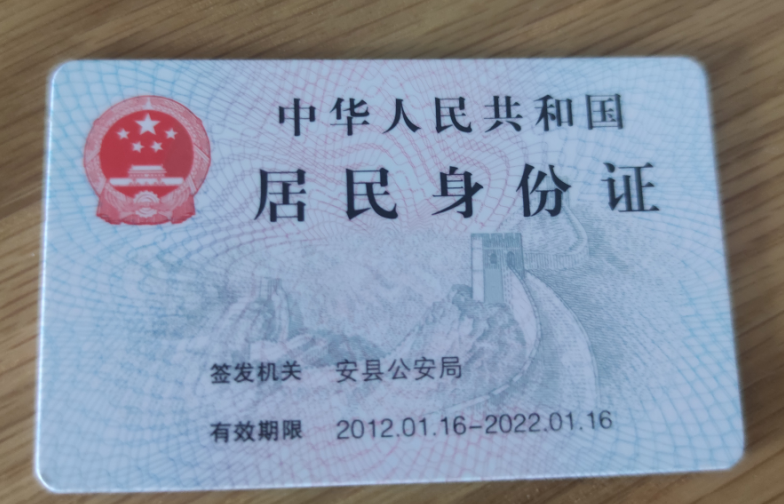 中华人民共和国
居民身份证
签发机关 安县公安局
有效期限 2012.01.16-2022.01.16